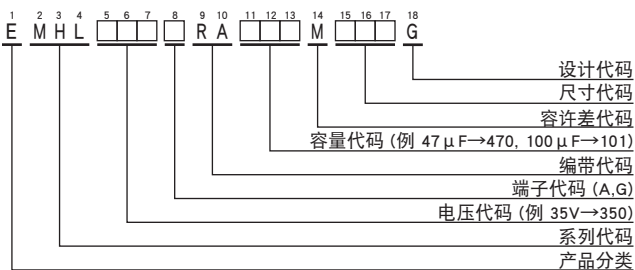 1 2 3 4 5 6 7 8 9 10 11 12 13 14 15 16 17 18
E M H L □□□ □ R A □□□ M □□□ G
设计代码
尺寸代码
容许差代码
容量代码 (例 47μF→470, 100μF→101)
编带代码
端子代码 (A,G)
电压代码 (例 35V→350)
系列代码
产品分类